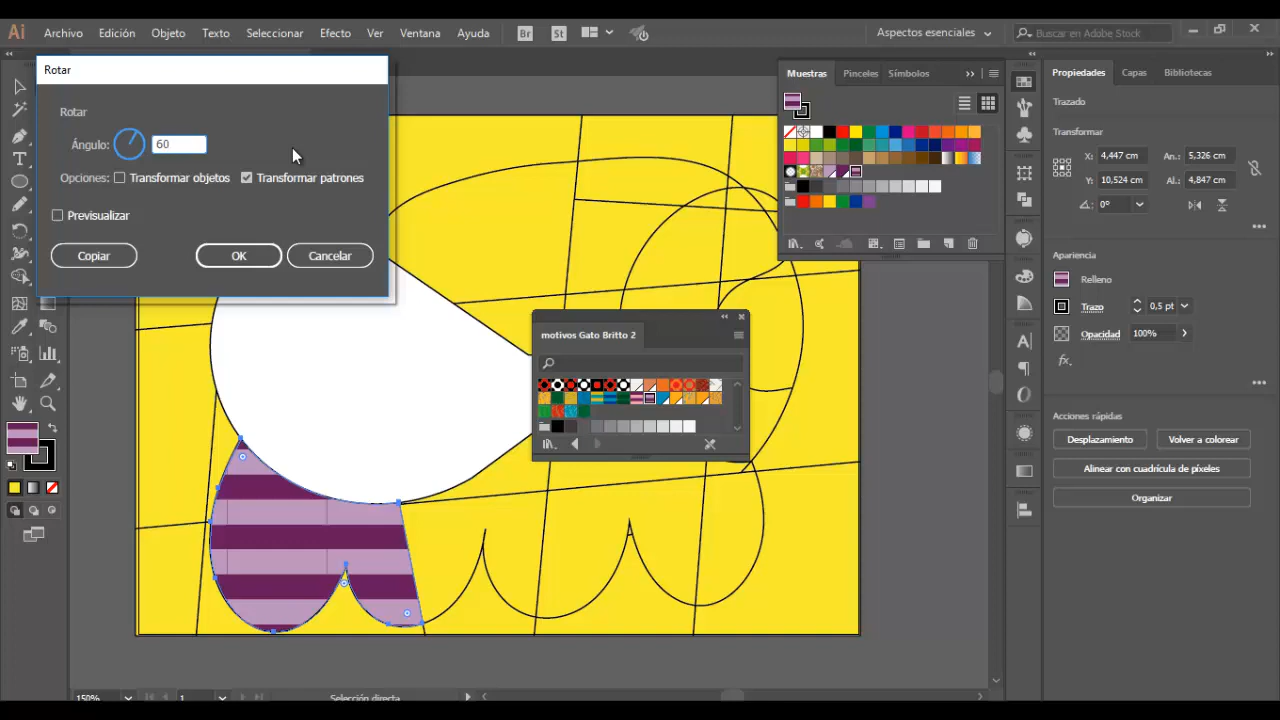 Ai Archivo Edición Objeto Texto Seleccionar Efecto Ver Ventana Ayuda Br St Aspectos esenciales Buscar en Adobe Stock
Rotar
Rotar
Ángulo: 60
Opciones: Transformar objetos Transformar patrones
Previsualizar
Copiar OK Cancelar
Muestras Pinceles Símbolos
motivos Gato Britto 2
Propiedades Capas Bibliotecas
Trazado
Transformar
X: 4,447 cm An.: 5,326 cm
Y: 10,524 cm Al.: 4,847 cm
0°
Apariencia
Relleno
Trazo 0,5 pt
Opacidad 100%
fx.
Acciones rápidas
Desplazamiento Volver a colorear
Alinear con cuadrícula de píxeles
Organizar
150% 1 Selección directa